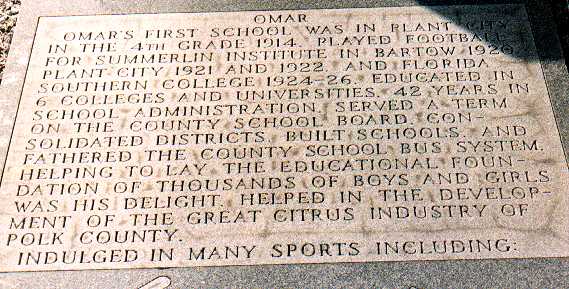 OMAR
OMAR'S FIRST SCHOOL WAS IN PLANT CITY
IN THE 4TH GRADE 1914. PLAYED FOOTBALL
FOR SUMMERLIN INSTITUTE IN BARTOW 1920,
PLANT CITY 1921 AND 1922, AND FLORIDA
SOUTHERN COLLEGE 1924-26. EDUCATED IN
6 COLLEGES AND UNIVERSITIES. 42 YEARS IN
SCHOOL ADMINISTRATION. SERVED A TERM
ON THE COUNTY SCHOOL BOARD. CON-
SOLIDATED DISTRICTS, BUILT SCHOOLS, AND
FATHERED THE COUNTY SCHOOL BUS SYSTEM.
HELPING TO LAY THE EDUCATIONAL FOUN-
DATION OF THOUSANDS OF BOYS AND GIRLS
WAS HIS DELIGHT. HELPED IN THE DEVELOP-
MENT OF THE GREAT CITRUS INDUSTRY OF
POLK COUNTY.
INDULGED IN MANY SPORTS INCLUDING: